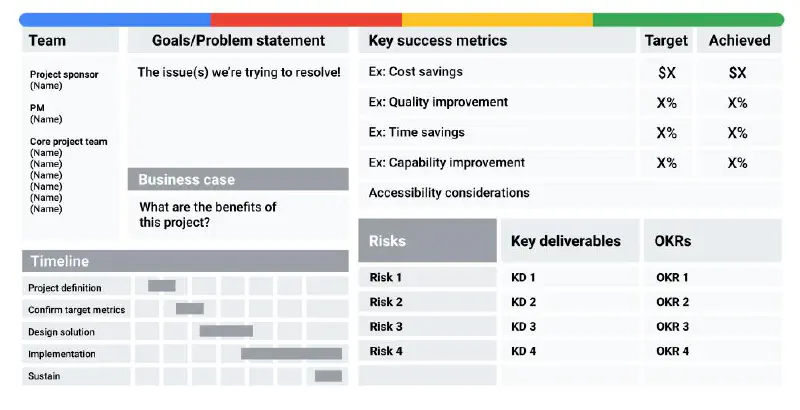 Team
Project sponsor
(Name)
PM
(Name)
Core project team
(Name)
(Name)
(Name)
(Name)
(Name)
(Name)
Goals/Problem statement
The issue(s) we're trying to resolve!
Business case
What are the benefits of
this project?
Key success metrics Target Achieved
Ex: Cost savings $X $X
Ex: Quality improvement X% X%
Ex: Time savings X% X%
Ex: Capability improvement X% X%
Accessibility considerations
Timeline
Project definition
Confirm target metrics
Design solution
Implementation
Sustain
Risks Key deliverables OKRs
Risk 1 KD 1 OKR 1
Risk 2 KD 2 OKR 2
Risk 3 KD 3 OKR 3
Risk 4 KD 4 OKR 4